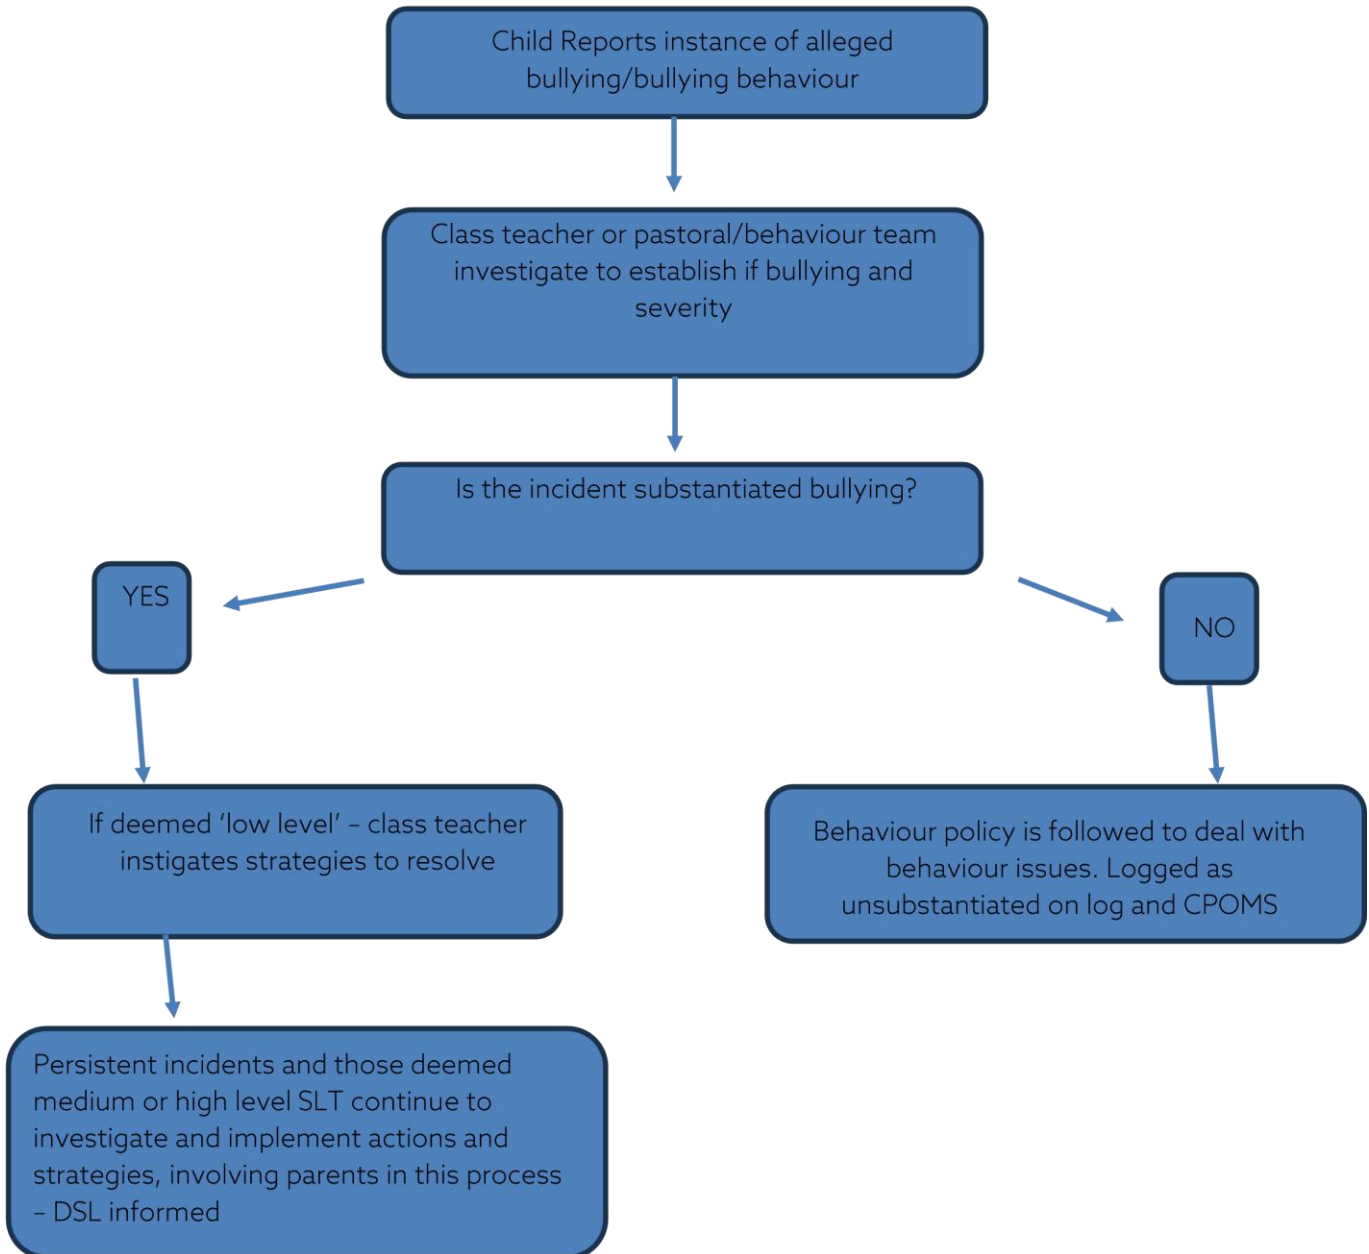 Child Reports instance of alleged
bullying/bullying behaviour
Class teacher or pastoral/behaviour team
investigate to establish if bullying and
severity
Is the incident substantiated bullying?
YES
NO
If deemed ‘low level’ – class teacher
instigates strategies to resolve
Behaviour policy is followed to deal with
behaviour issues. Logged as
unsubstantiated on log and CPOMS
Persistent incidents and those deemed
medium or high level SLT continue to
investigate and implement actions and
strategies, involving parents in this process
– DSL informed